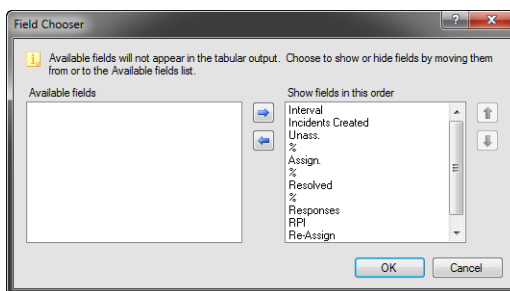 Field Chooser
Available fields will not appear in the tabular output. Choose to show or hide fields by moving them
from or to the Available fields list.
Available fields
Show fields in this order
Interval
Incidents Created
Unass.
%
Assign.
%
Resolved
%
Responses
RPI
Re-Assign
OK
Cancel